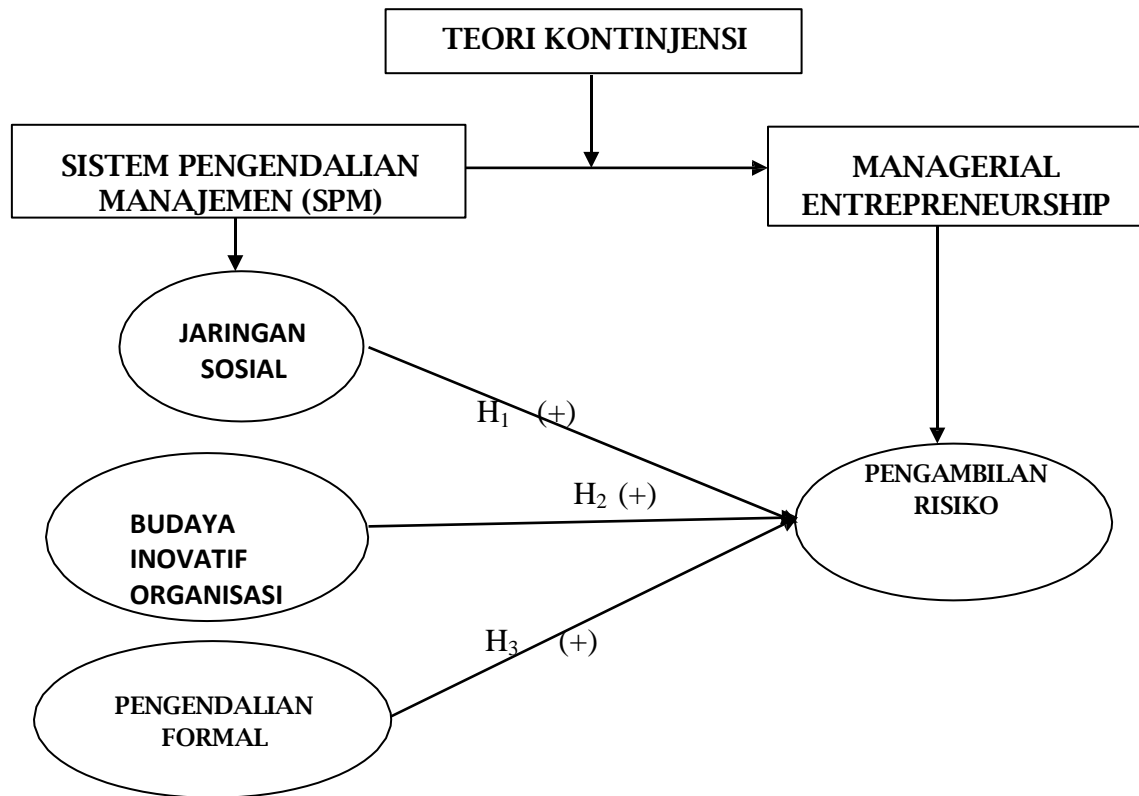 TEORI KONTINJENSI
SISTEM PENGENDALIAN
MANAJEMEN (SPM)
MANAGERIAL
ENTREPRENEURSHIP
JARINGAN
SOSIAL
H₁ (+)
H₂ (+)
PENGAMBILAN
RISIKO
BUDAYA
INOVATIF
ORGANISASI
H₃ (+)
PENGENDALIAN
FORMAL